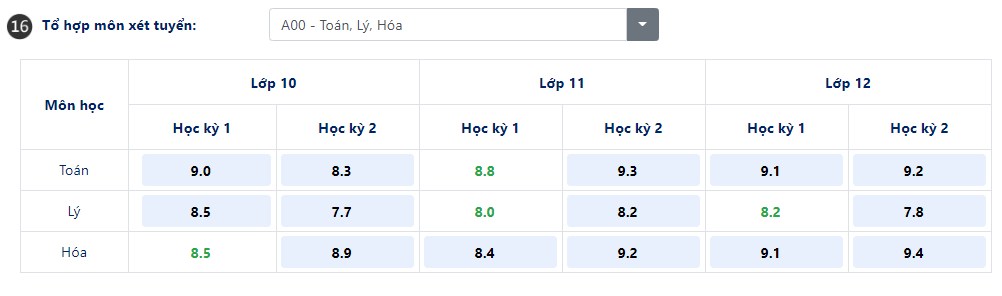 16 Tổ hợp môn xét tuyển: A00 - Toán, Lý, Hóa
Môn học Lớp 10 Lớp 11 Lớp 12
Học kỳ 1 Học kỳ 2 Học kỳ 1 Học kỳ 2 Học kỳ 1 Học kỳ 2
Toán 9.0 8.3 8.8 9.3 9.1 9.2
Lý 8.5 7.7 8.0 8.2 8.2 7.8
Hóa 8.5 8.9 8.4 9.2 9.1 9.4